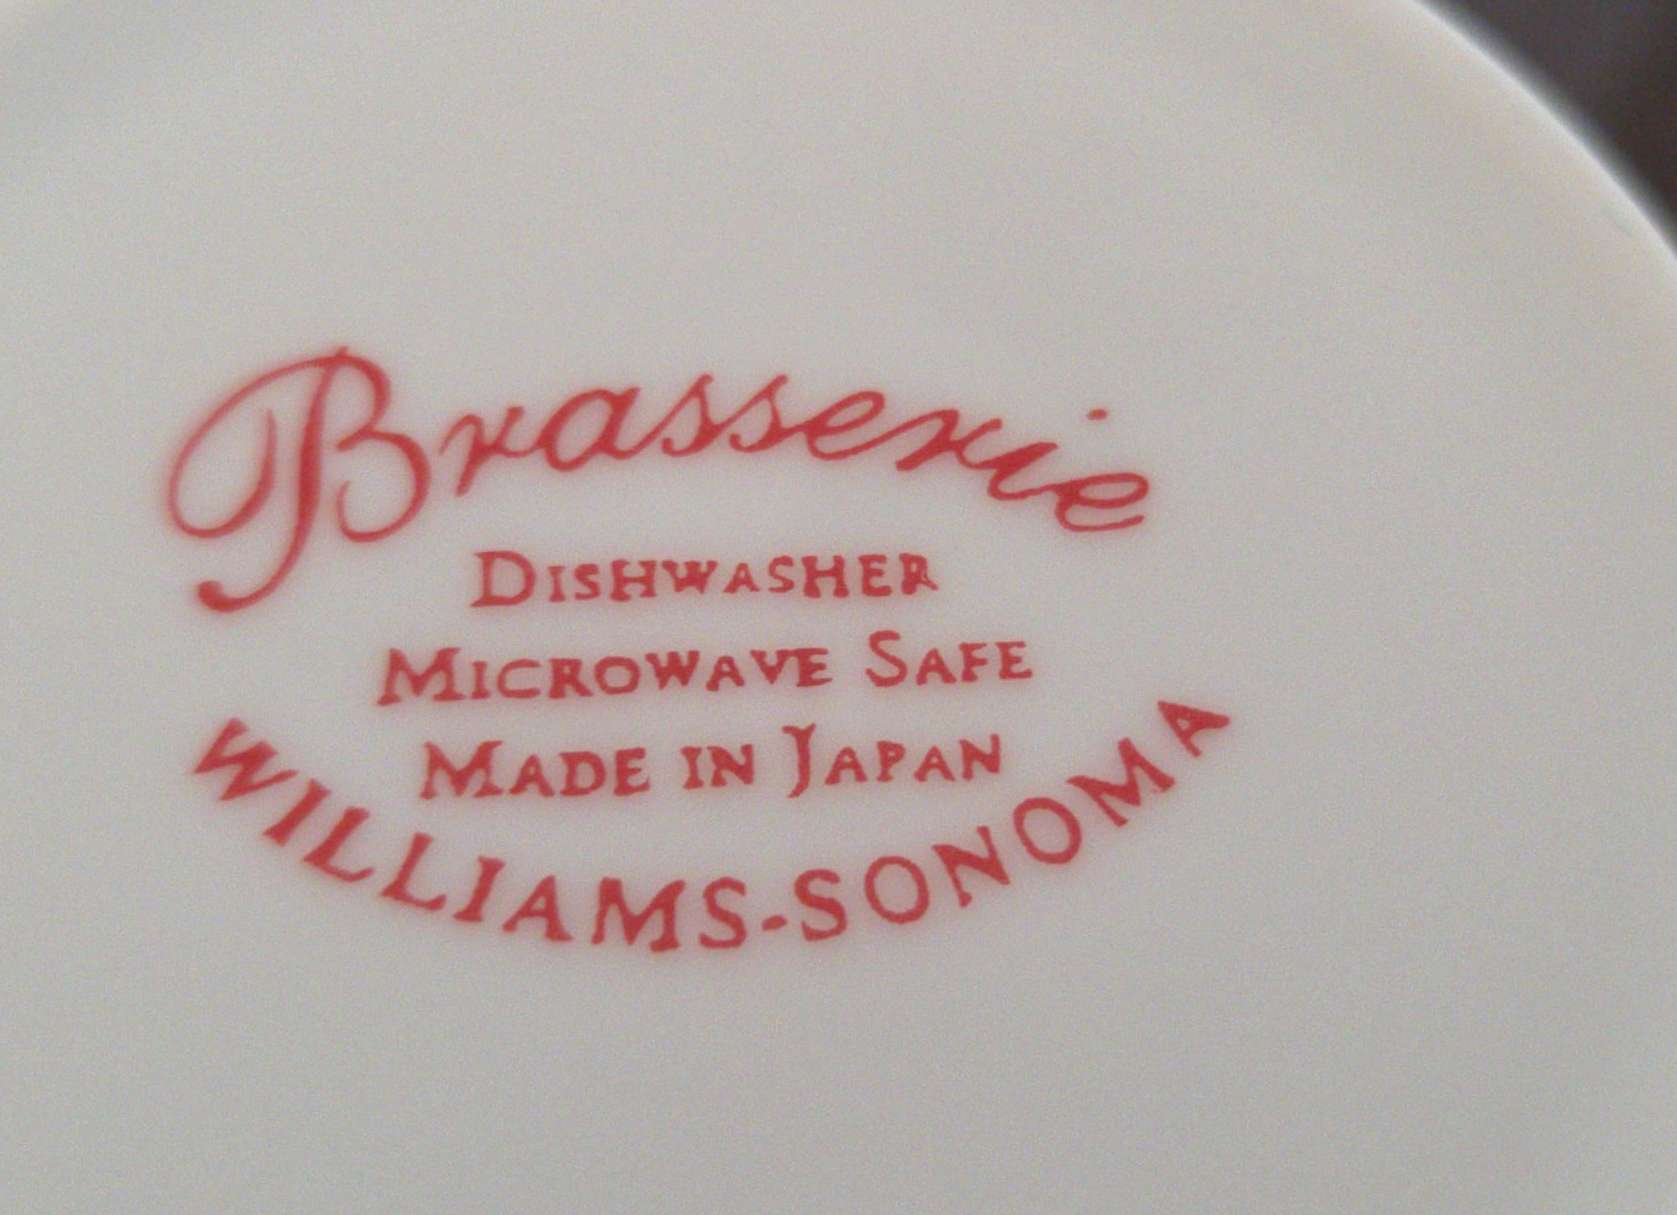 Brasserie
DISHWASHER
MICROWAVE SAFE
MADE IN JAPAN
WILLIAMS-SONOMA